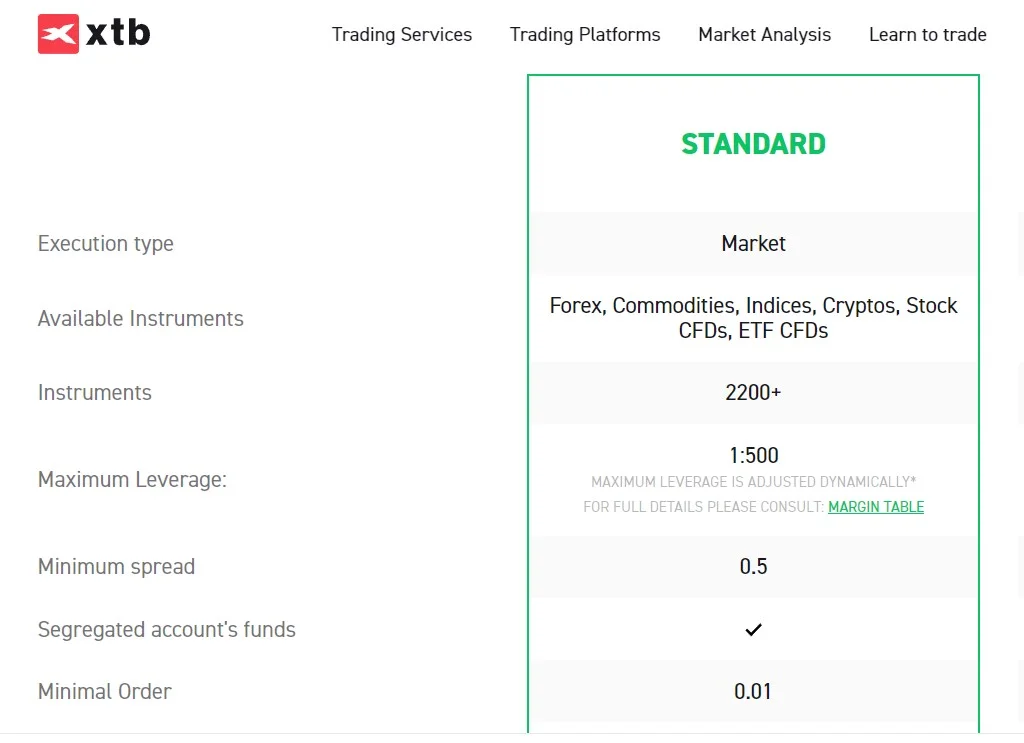 xtb
Trading Services
Trading Platforms
Market Analysis
Learn to trade
STANDARD
Execution type
Market
Available Instruments
Forex, Commodities, Indices, Cryptos, Stock
CFDs, ETF CFDs
Instruments
2200+
Maximum Leverage:
1:500
MAXIMUM LEVERAGE IS ADJUSTED DYNAMICALLY*
FOR FULL DETAILS PLEASE CONSULT: MARGIN TABLE
Minimum spread
0.5
Segregated account's funds
✓
Minimal Order
0.01